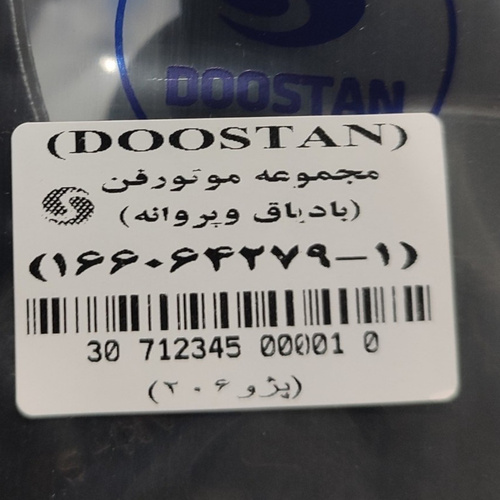 DOOSTAN
(DOOSTAN)
مجموعه موتورفن
(بادباق وپروانه)
(۱۶۶۰۶۴۲۷۹-۱)
30 712345 00001 0
(پژو ۲۰۶)